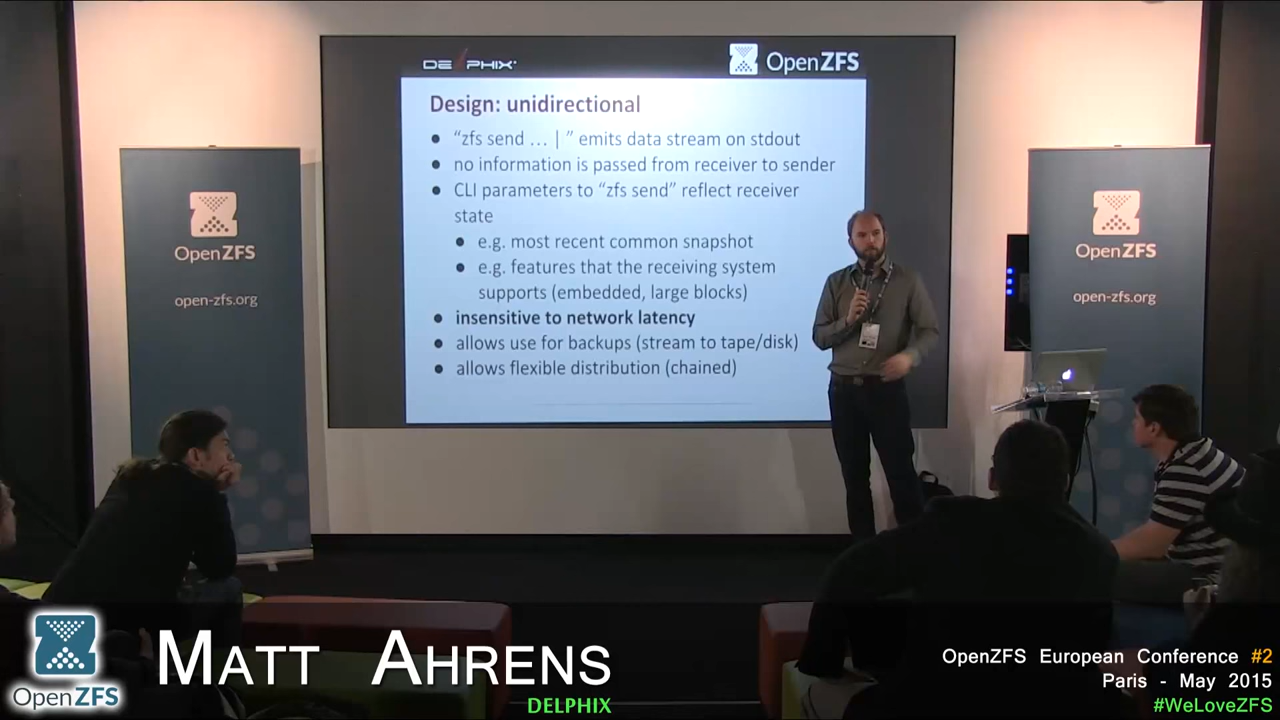 DELPHIX
OpenZFS
Design: unidirectional
● “zfs send … | ” emits data stream on stdout
● no information is passed from receiver to sender
● CLI parameters to “zfs send” reflect receiver
state
● e.g. most recent common snapshot
● e.g. features that the receiving system
supports (embedded, large blocks)
● insensitive to network latency
● allows use for backups (stream to tape/disk)
● allows flexible distribution (chained)
OpenZFS
open-zfs.org
OpenZFS
open-zfs.org
OpenZFS
MATT AHRENS
DELPHIX
OpenZFS European Conference #2
Paris - May 2015
#WeLoveZFS